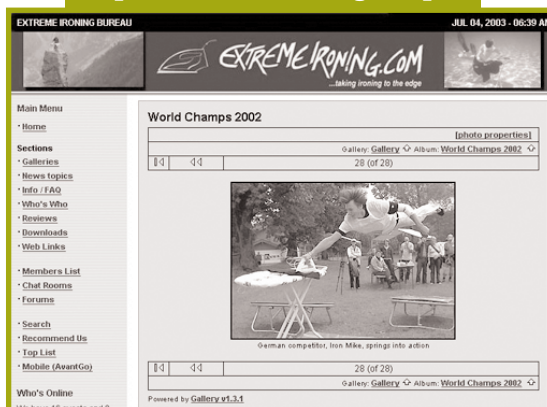 EXTREME IRONING BUREAU
JUL 04, 2003 - 06:39 AM
EXTREME IRONING.COM
...taking ironing to the edge
Main Menu
· Home
Sections
· Galleries
· News topics
· Info / FAQ
· Who's Who
· Reviews
· Downloads
· Web Links
· Members List
· Chat Rooms
· Forums
· Search
· Recommend Us
· Top List
· Mobile (AvantGo)
Who's Online
World Champs 2002
[photo properties]
Gallery: Gallery Album: World Champs 2002
28 (of 28)
German competitor, Iron Mike, springs into action
28 (of 28)
Gallery: Gallery Album: World Champs 2002
Powered by Gallery v1.3.1